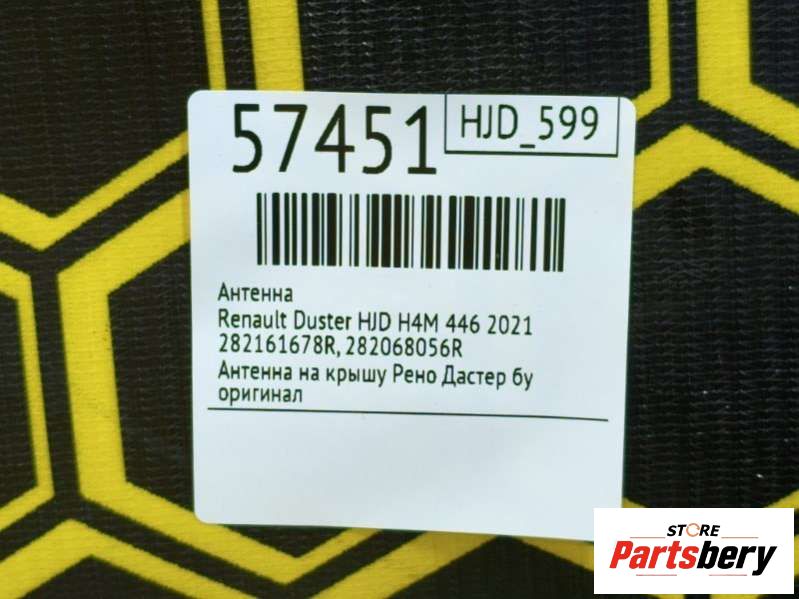 57451
HJD_599
Антенна
Renault Duster HJD H4M 446 2021
282161678R, 282068056R
Антенна на крышу Рено Дастер бу
оригинал
STORE
Partsbery